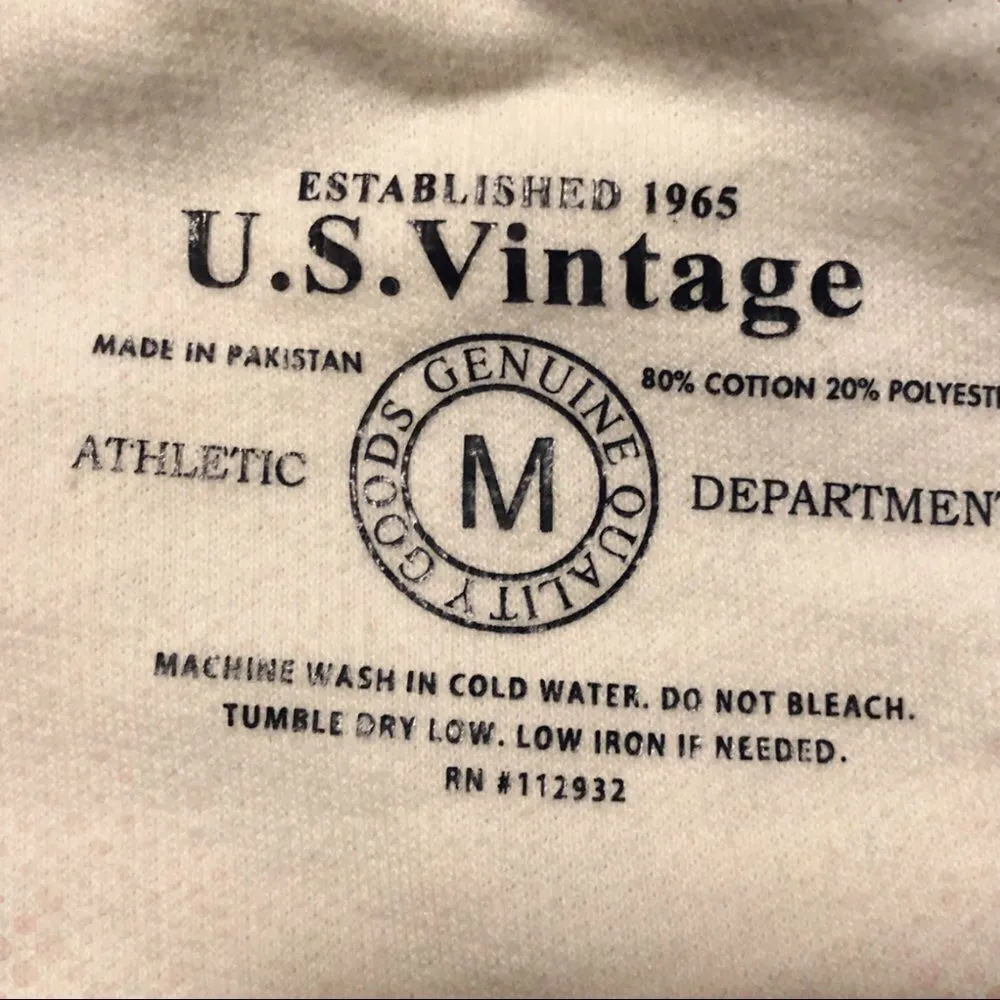 ESTABLISHED 1965
U.S.Vintage
MADE IN PAKISTAN
80% COTTON 20% POLYESTE
ATHLETIC
GENUINE QUALITY GOODS
M
DEPARTMENT
MACHINE WASH IN COLD WATER. DO NOT BLEACH.
TUMBLE DRY LOW. LOW IRON IF NEEDED.
RN #112932